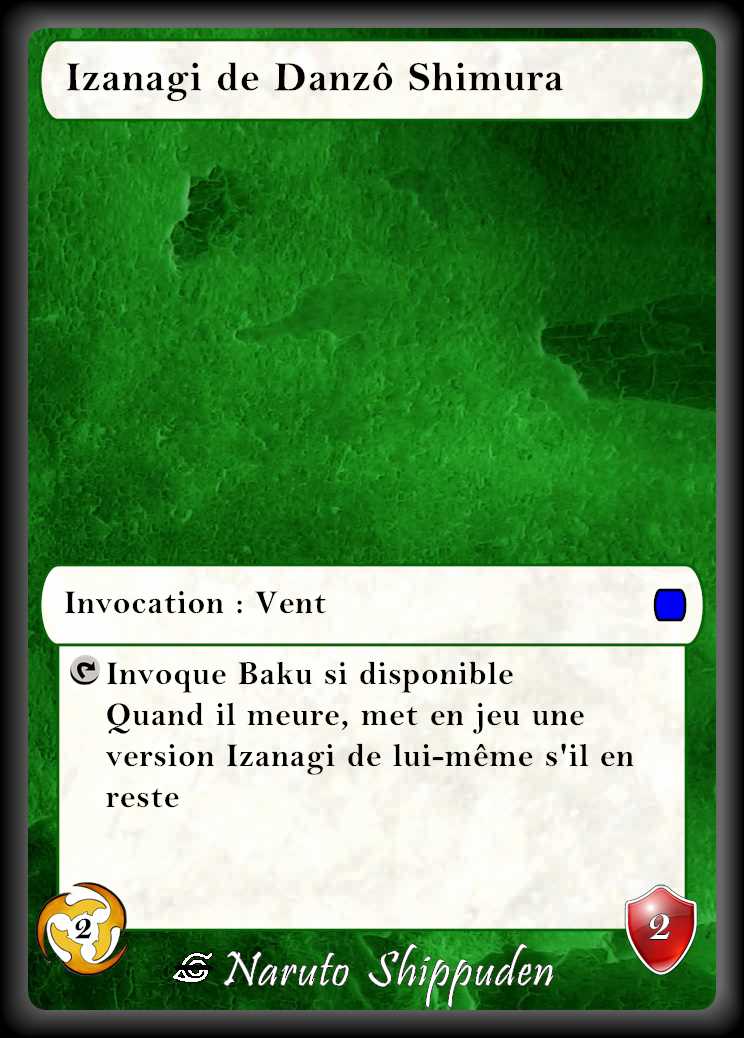 Izanagi de Danzô Shimura
Invocation : Vent
Invoque Baku si disponible
Quand il meure, met en jeu une
version Izanagi de lui-même s'il en
reste
2
2
Naruto Shippuden